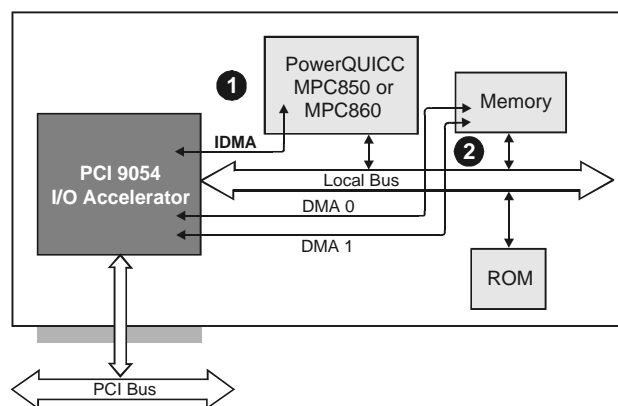 PowerQUICC
MPC850 or
MPC860
1
Memory
IDMA
2
PCI 9054
I/O Accelerator
Local Bus
DMA 0
DMA 1
ROM
PCI Bus